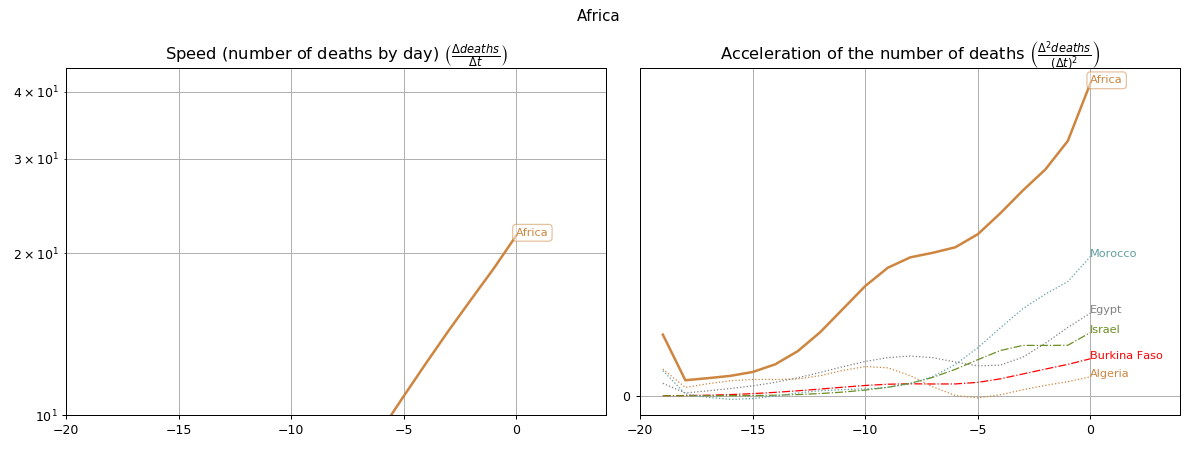 Africa
Speed (number of deaths by day) (Δdeaths/Δt)
4 × 10¹
3 × 10¹
2 × 10¹
10¹
Africa
−20 −15 −10 −5 0
Acceleration of the number of deaths (Δ²deaths/(Δt)²)
Africa
Morocco
Egypt
Israel
Burkina Faso
Algeria
0
−20 −15 −10 −5 0